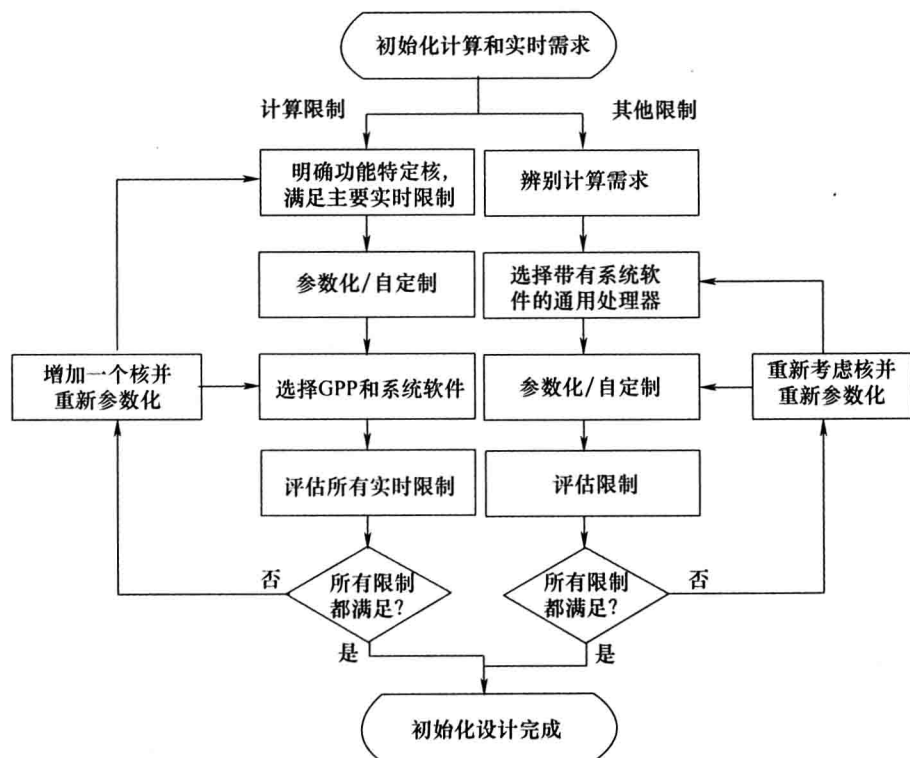 初始化计算和实时需求
计算限制
其他限制
明确功能特定核，
满足主要实时限制
辨别计算需求
参数化/自定制
选择带有系统软
件的通用处理器
增加一个核并
重新参数化
选择GPP和系统软件
参数化/自定制
重新考虑核并
重新参数化
评估所有实时限制
评估限制
否
所有限制
都满足?
所有限制
都满足?
否
是
是
初始化设计完成